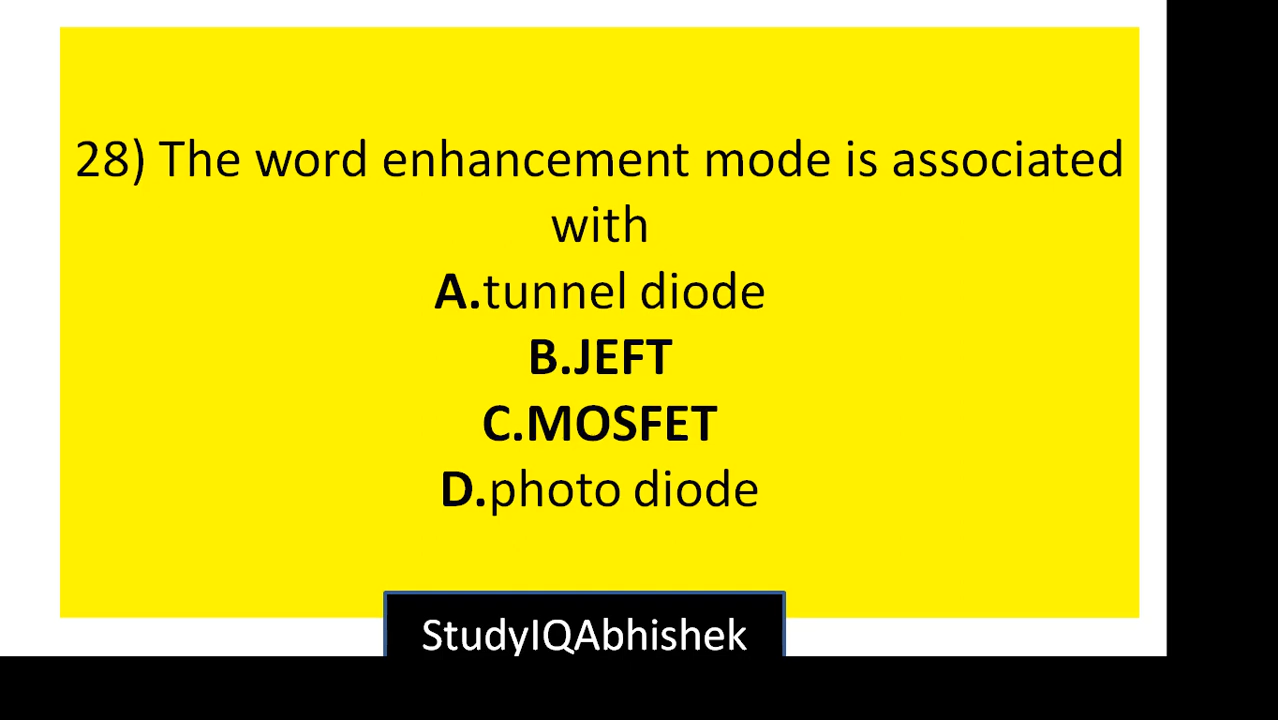 28) The word enhancement mode is associated
with
A.tunnel diode
B.JEFT
C.MOSFET
D.photo diode
StudyIQAbhishek